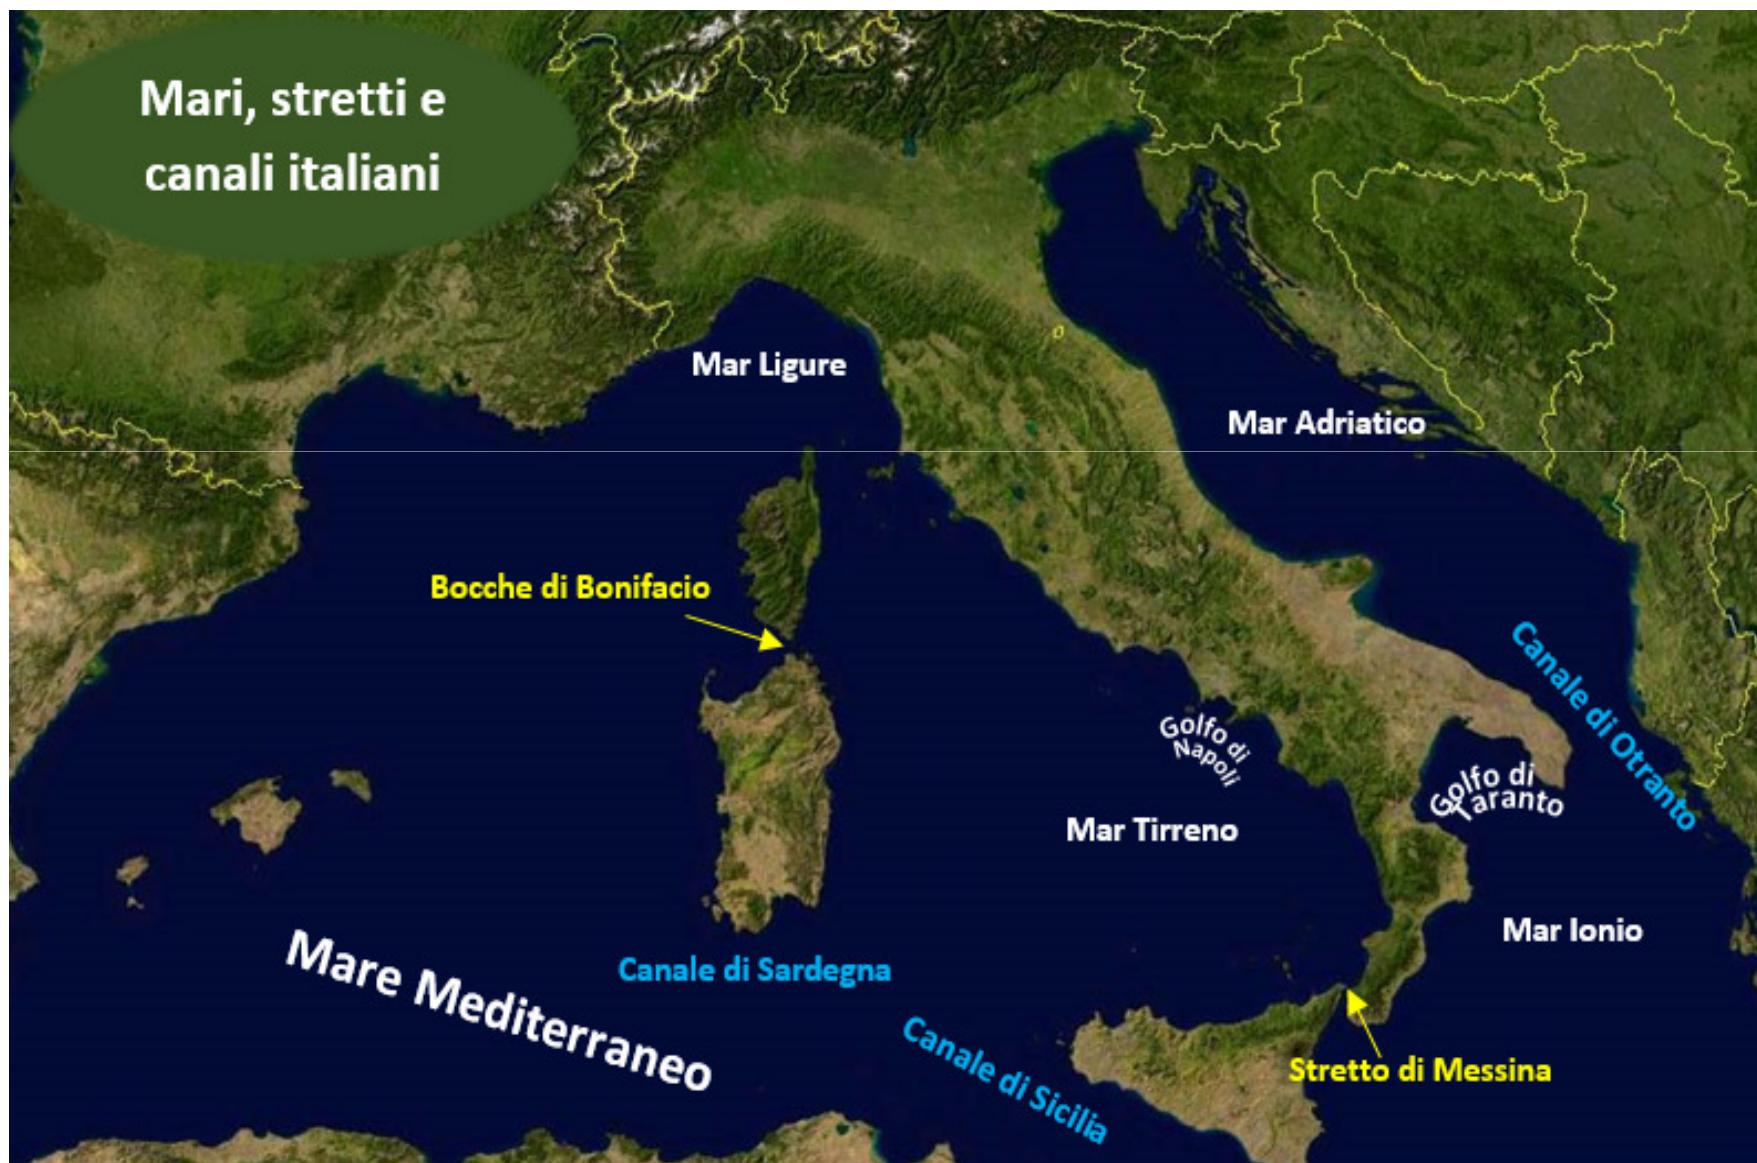 Mari, stretti e
canali italiani
Mar Ligure
Mar Adriatico
Bocche di Bonifacio
Canale di Otranto
Golfo di
Napoli
Golfo di
Taranto
Mar Tirreno
Mar Ionio
Mare Mediterraneo
Canale di Sardegna
Canale di Sicilia
Stretto di Messina